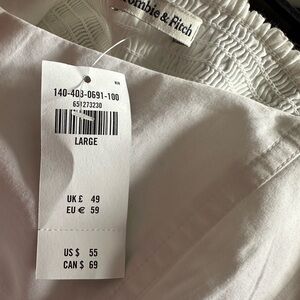 ombie & Fitch
140-403-0691-100
651273230
LARGE
UK £ 49
EU € 59
US $ 55
CAN $ 69